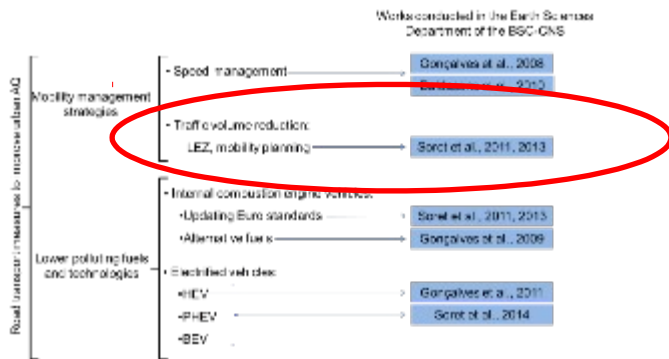 Works conducted in the Earth Sciences
Department of the BSC-CNS
Road transport measures to improve urban AQ
Mobility management
strategies
• Speed management
Gonçalves et al., 2008
et al., 2010
• Traffic volume reduction:
LEZ, mobility planning
Soret et al., 2011, 2013
Lower polluting fuels
and technologies
• Internal combustion engine vehicles:
•Updating Euro standards
Soret et al., 2011, 2013
•Alternative fuels
Gonçalves et al., 2009
• Electrified vehicles:
•HEV
Gonçalves et al., 2011
•PHEV
Soret et al., 2014
•BEV